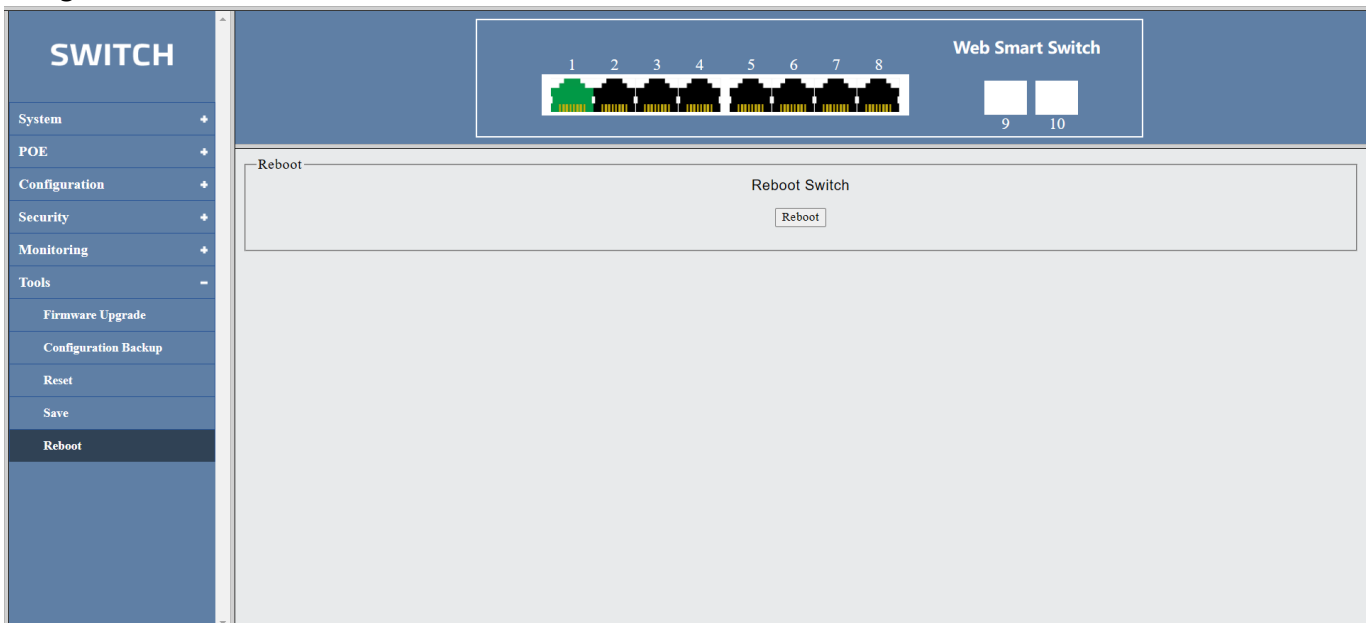 SWITCH
System
POE
Configuration
Security
Monitoring
Tools
Firmware Upgrade
Configuration Backup
Reset
Save
Reboot
Web Smart Switch
1 2 3 4 5 6 7 8
9 10
Reboot
Reboot Switch
Reboot